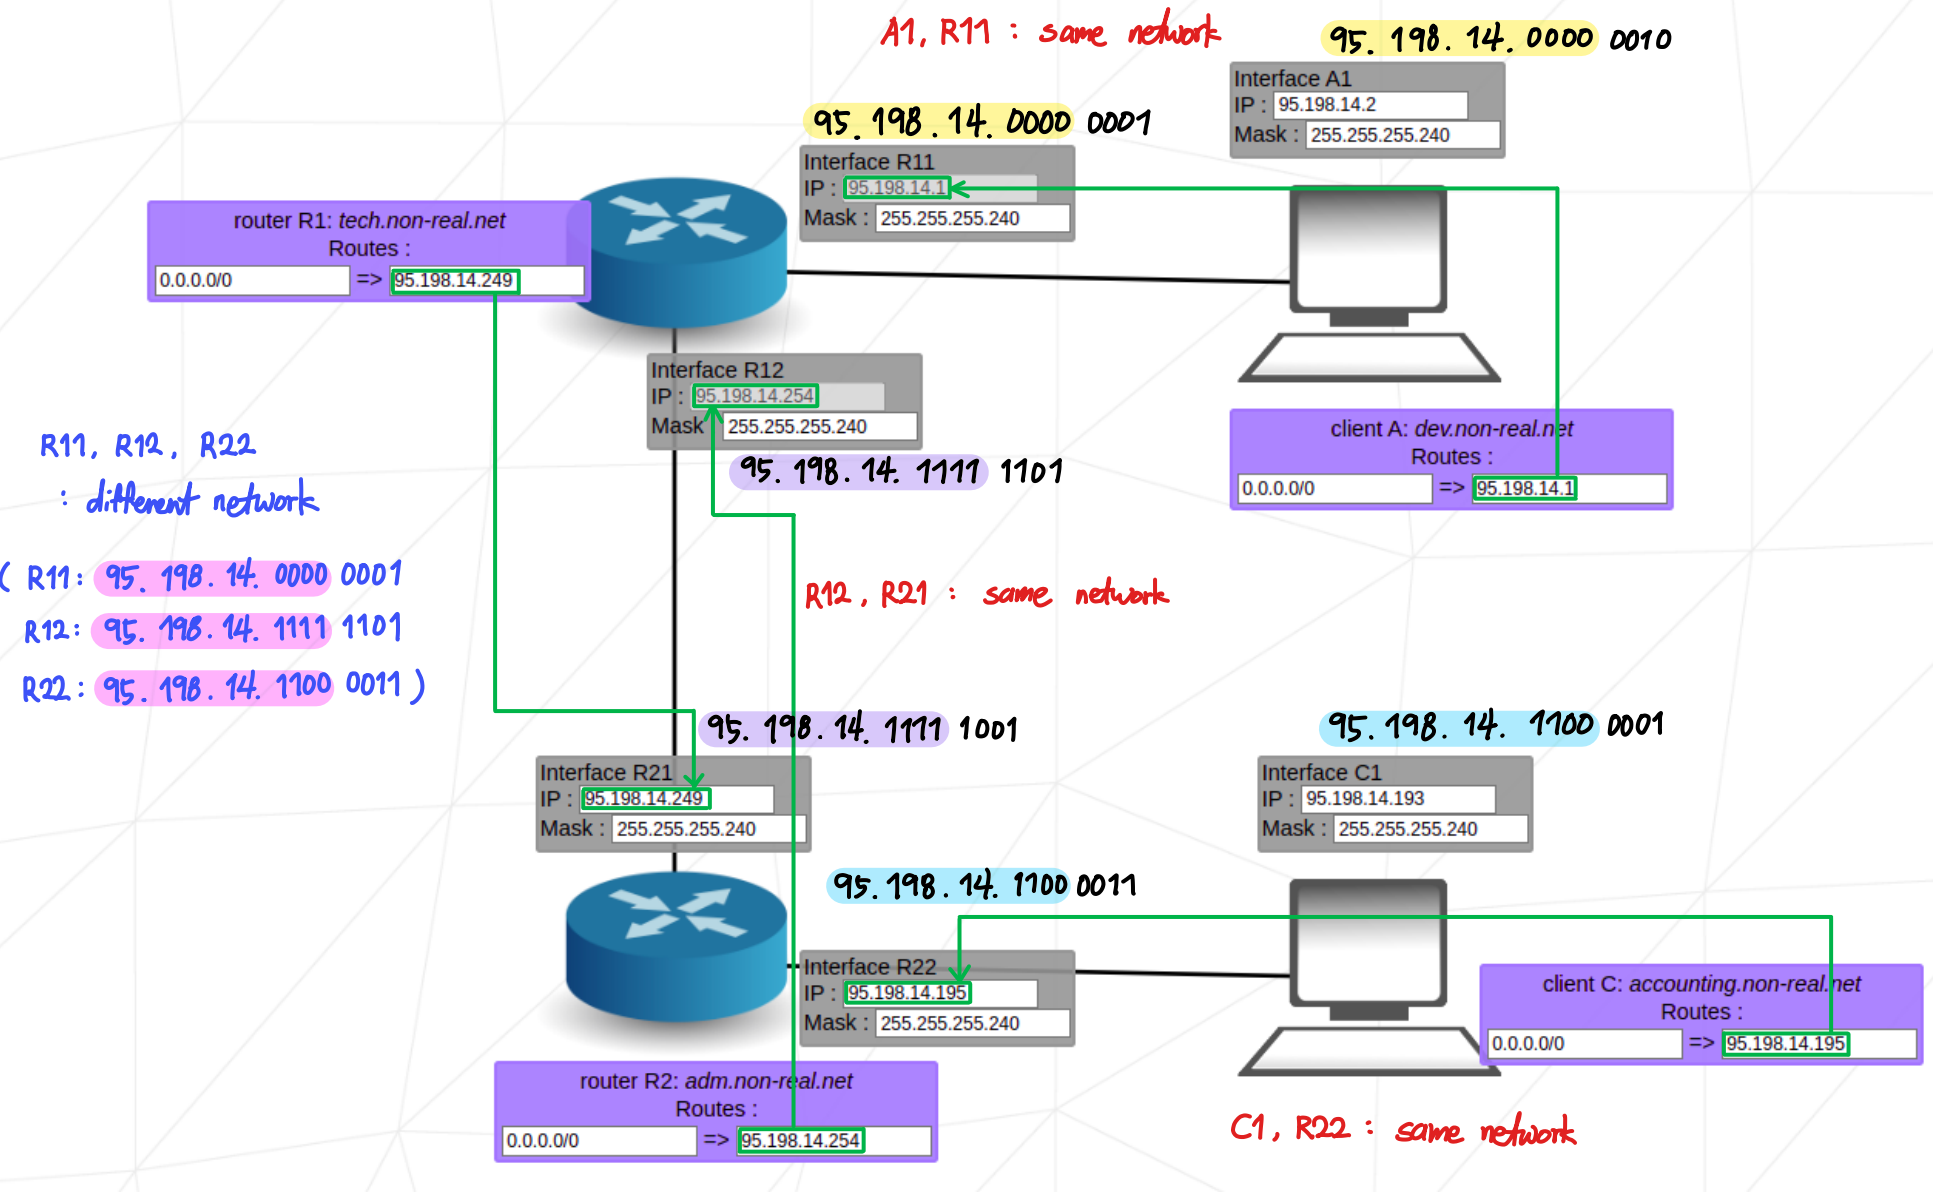 A1, R11 : same network
95. 198. 14. 0000 0010
Interface A1
IP : 95.198.14.2
Mask : 255.255.255.240
95. 198. 14. 0000 0001
Interface R11
IP : 95.198.14.1
Mask : 255.255.255.240
router R1: tech.non-real.net
Routes :
0.0.0.0/0 => 95.198.14.249
Interface R12
IP : 95.198.14.254
Mask 255.255.255.240
95. 198. 14. 1111 1101
client A: dev.non-real.net
Routes :
0.0.0.0/0 => 95.198.14.1
R11, R12, R22
: different network
( R11: 95. 198. 14. 0000 0001
R12: 95. 198. 14. 1111 1101
R22: 95. 198. 14. 1100 0011 )
R12, R21 : same network
95. 198. 14. 1111 1001
Interface R21
IP : 95.198.14.249
Mask : 255.255.255.240
95. 198. 14. 1100 0001
Interface C1
IP : 95.198.14.193
Mask : 255.255.255.240
95. 198. 14. 1100 0011
Interface R22
IP : 95.198.14.195
Mask : 255.255.255.240
client C: accounting.non-real.net
Routes :
0.0.0.0/0 => 95.198.14.195
router R2: adm.non-real.net
Routes :
0.0.0.0/0 => 95.198.14.254
C1, R22 : same network